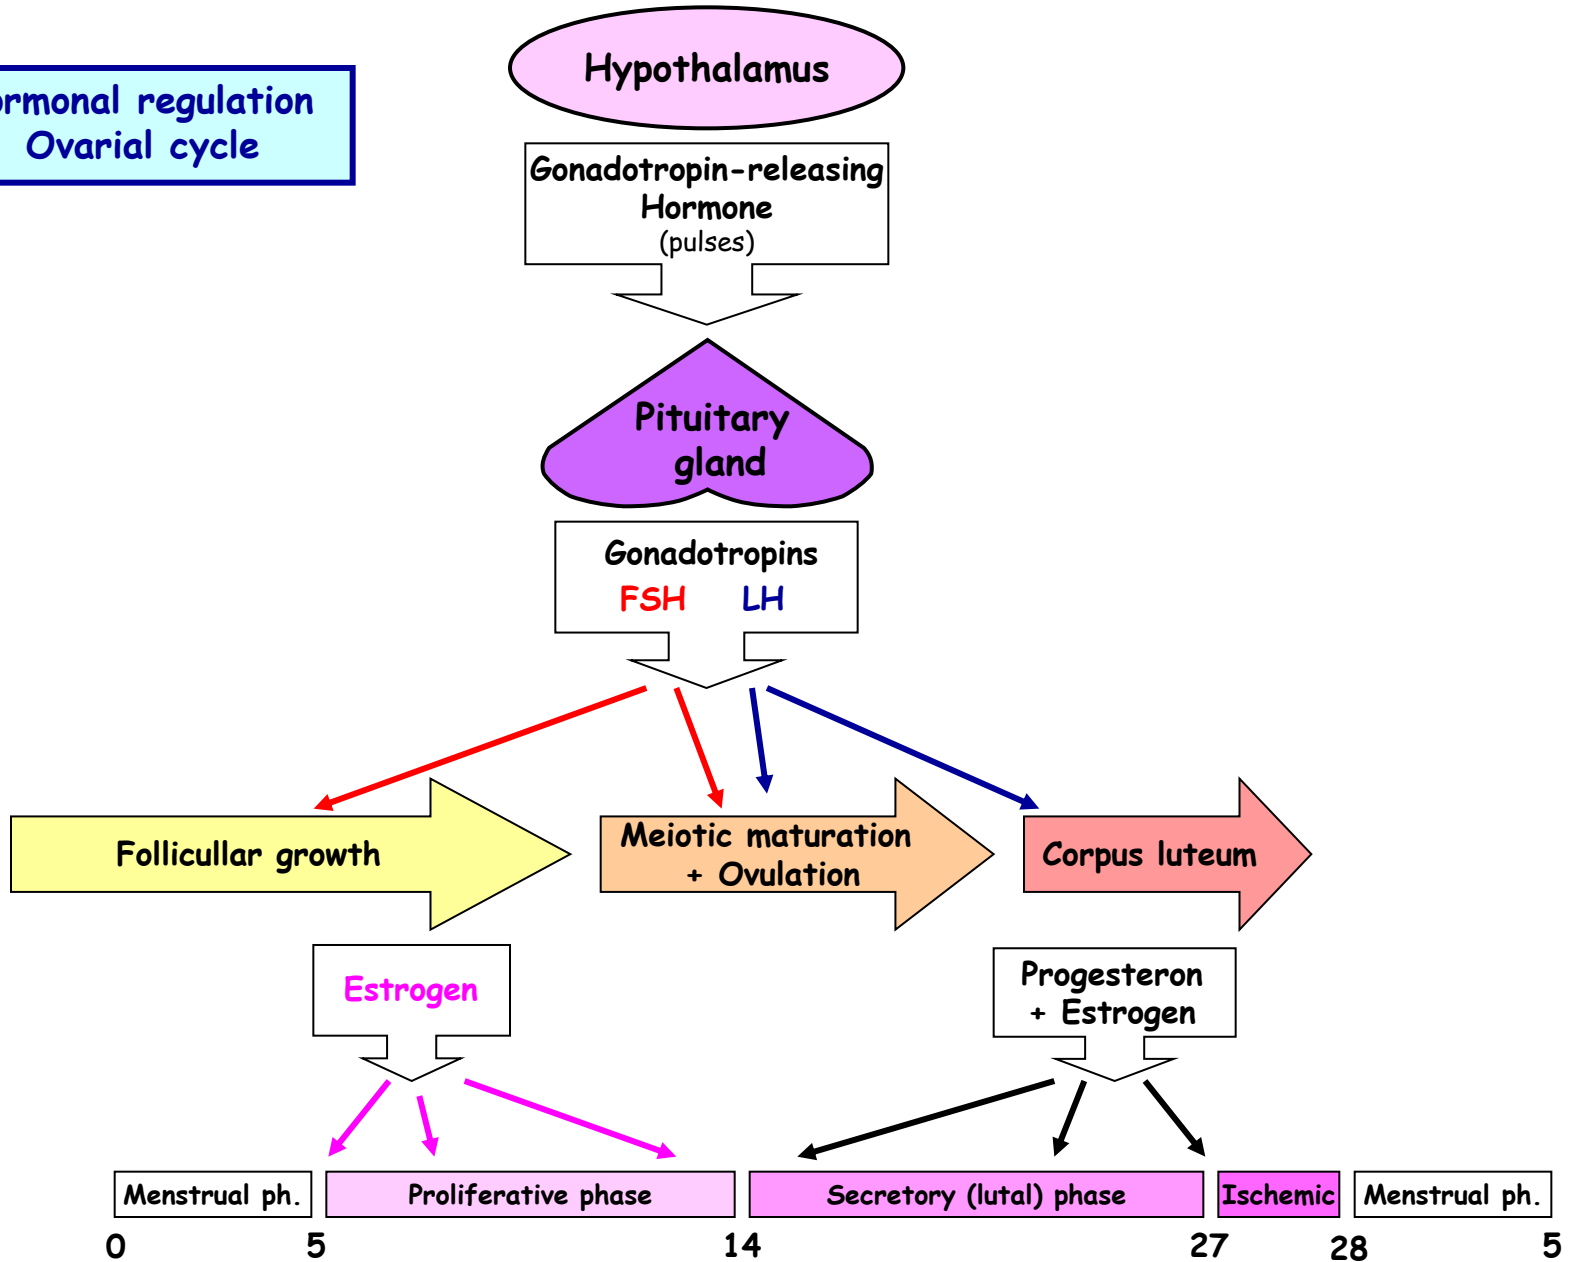 ormonal regulation
Ovarial cycle
Hypothalamus
Gonadotropin-releasing
Hormone
(pulses)
Pituitary
gland
Gonadotropins
FSH LH
Follicullar growth
Meiotic maturation
+ Ovulation
Corpus luteum
Estrogen
Progesteron
+ Estrogen
Menstrual ph. Proliferative phase Secretory (lutal) phase Ischemic Menstrual ph.
0 5 14 27 28 5